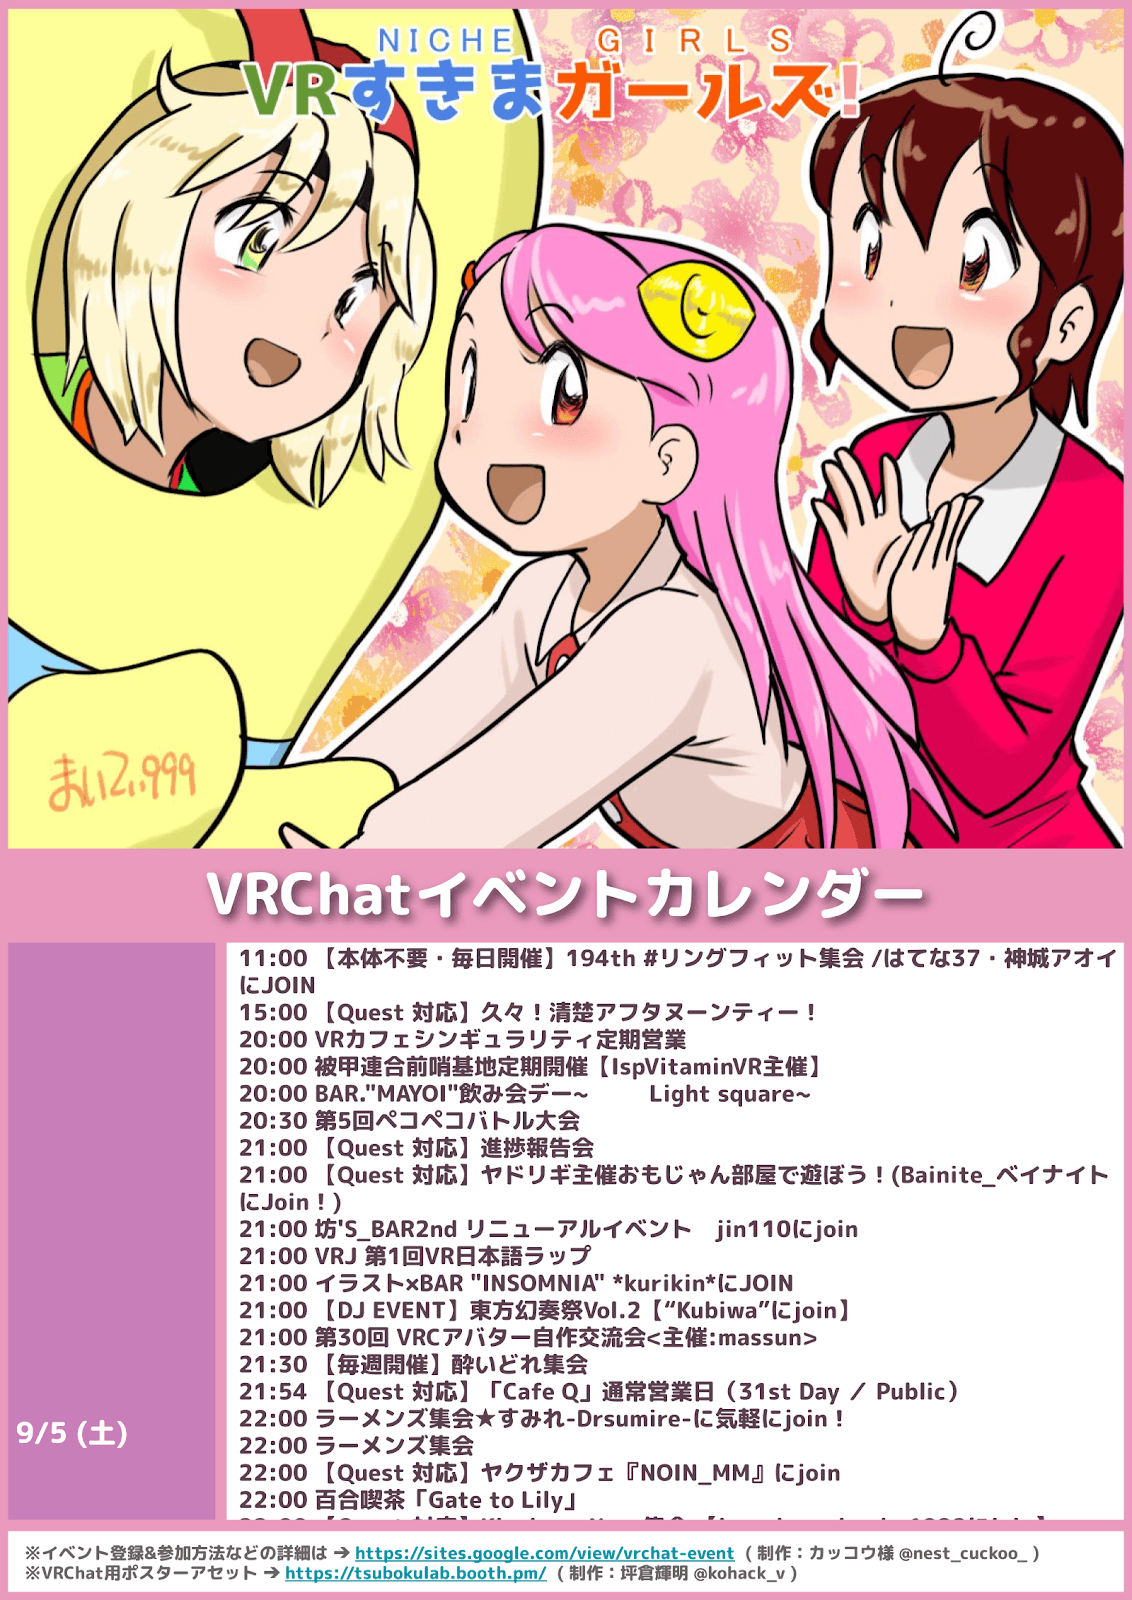 NICHE GIRLS
VRすきまガールズ!
まいてい999
VRChatイベントカレンダー
11:00 【本体不要・毎日開催】194th #リングフィット集会 /はてな37・神城アオイ
にJOIN
15:00 【Quest 対応】久々！清楚アフタヌーンティー！
20:00 VRカフェシンギュラリティ定期営業
20:00 被甲連合前哨基地定期開催【IspVitaminVR主催】
20:00 BAR."MAYOI"飲み会デー~ Light square~
20:30 第5回ペコペコバトル大会
21:00 【Quest 対応】進捗報告会
21:00 【Quest 対応】ヤドリギ主催おもじゃん部屋で遊ぼう！(Bainite_ベイナイト
にJoin！)
21:00 坊'S_BAR2nd リニューアルイベント　jin110にjoin
21:00 VRJ 第1回VR日本語ラップ
21:00 イラスト×BAR "INSOMNIA" *kurikin*にJOIN
21:00 【DJ EVENT】東方幻奏祭Vol.2【“Kubiwa”にjoin】
21:00 第30回 VRCアバター自作交流会<主催:massun>
21:30 【毎週開催】酔いどれ集会
21:54 【Quest 対応】「Cafe Q」通常営業日（31st Day ／ Public）
22:00 ラーメンズ集会★すみれ-Drsumire-に気軽にjoin！
9/5 (土)
22:00 ラーメンズ集会
22:00 【Quest 対応】ヤクザカフェ『NOIN_MM』にjoin
22:00 百合喫茶「Gate to Lily」
※イベント登録&参加方法などの詳細は ➔ https://sites.google.com/view/vrchat-event ( 制作：カッコウ様 @nest_cuckoo_ )
※VRChat用ポスターアセット ➔ https://tsubokulab.booth.pm/ ( 制作：坪倉輝明 @kohack_v )